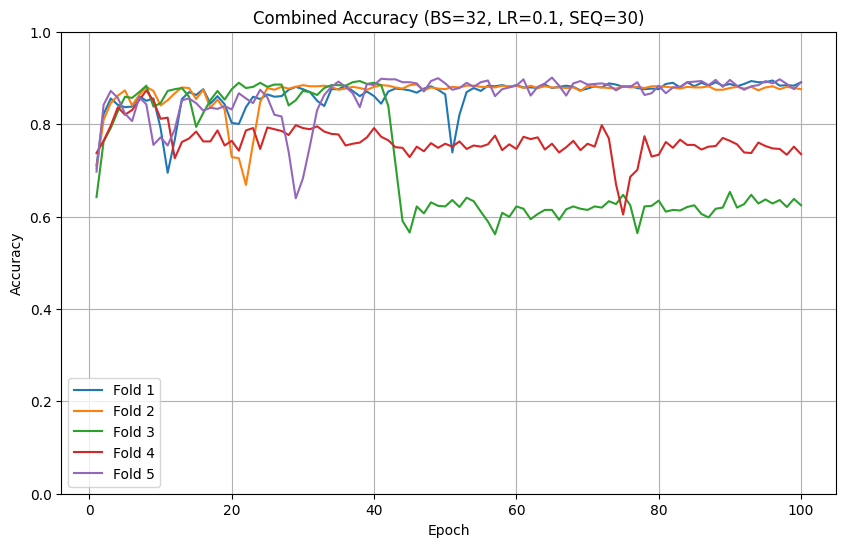 Combined Accuracy (BS=32, LR=0.1, SEQ=30)
1.0
0.8
0.6
0.4
0.2
0.0
Accuracy
Fold 1
Fold 2
Fold 3
Fold 4
Fold 5
0 20 40 60 80 100
Epoch